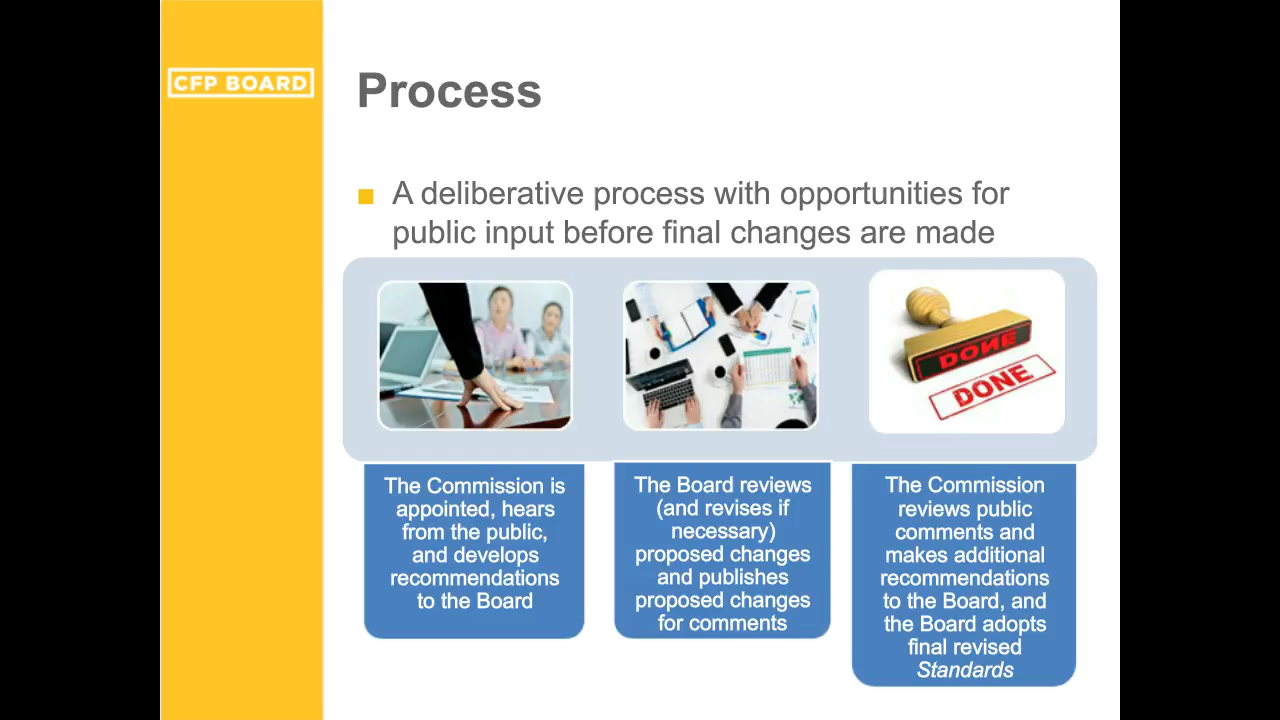 CFP BOARD
Process
A deliberative process with opportunities for
public input before final changes are made
DONE
DONE
The Commission is
appointed, hears
from the public,
and develops
recommendations
to the Board
The Board reviews
(and revises if
necessary)
proposed changes
and publishes
proposed changes
for comments
The Commission
reviews public
comments and
makes additional
recommendations
to the Board, and
the Board adopts
final revised
Standards